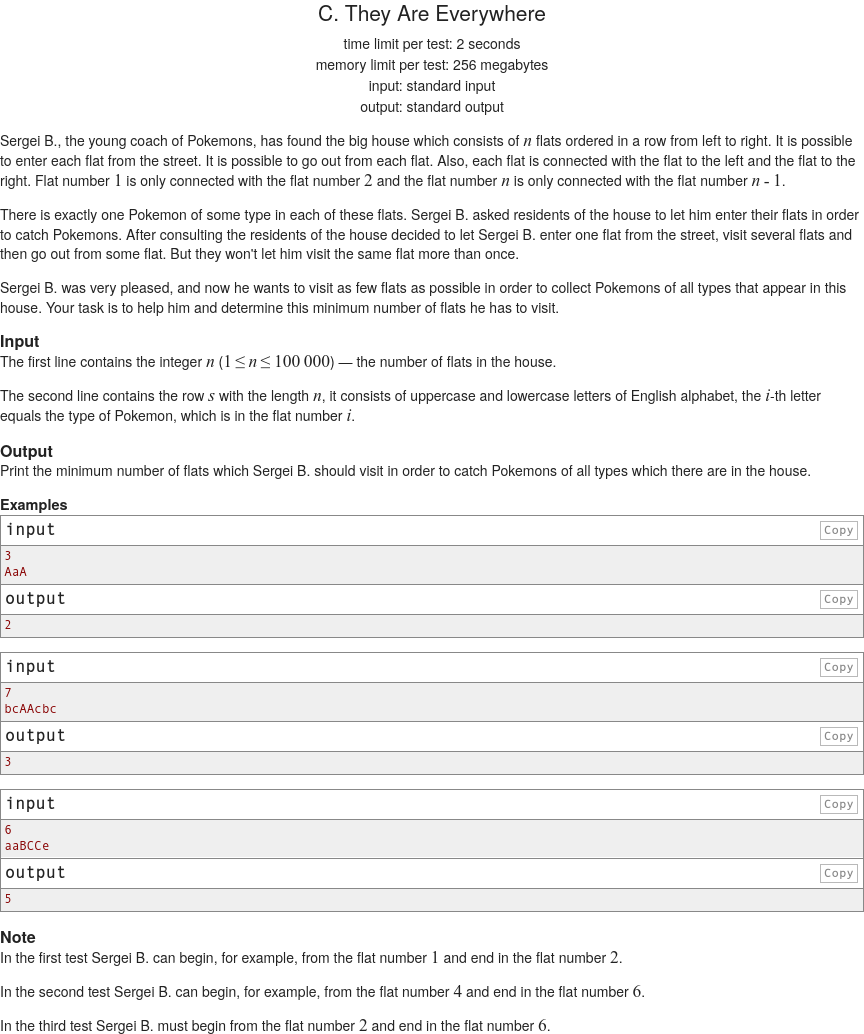 C. They Are Everywhere
time limit per test: 2 seconds
memory limit per test: 256 megabytes
input: standard input
output: standard output
Sergei B., the young coach of Pokemons, has found the big house which consists of n flats ordered in a row from left to right. It is possible
to enter each flat from the street. It is possible to go out from each flat. Also, each flat is connected with the flat to the left and the flat to the
right. Flat number 1 is only connected with the flat number 2 and the flat number n is only connected with the flat number n - 1.
There is exactly one Pokemon of some type in each of these flats. Sergei B. asked residents of the house to let him enter their flats in order
to catch Pokemons. After consulting the residents of the house decided to let Sergei B. enter one flat from the street, visit several flats and
then go out from some flat. But they won't let him visit the same flat more than once.
Sergei B. was very pleased, and now he wants to visit as few flats as possible in order to collect Pokemons of all types that appear in this
house. Your task is to help him and determine this minimum number of flats he has to visit.
Input
The first line contains the integer n (1 ≤ n ≤ 100 000) — the number of flats in the house.
The second line contains the row s with the length n, it consists of uppercase and lowercase letters of English alphabet, the i-th letter
equals the type of Pokemon, which is in the flat number i.
Output
Print the minimum number of flats which Sergei B. should visit in order to catch Pokemons of all types which there are in the house.
Examples
input Copy
3
AaA
output Copy
2
input Copy
7
bcAAcbc
output Copy
3
input Copy
6
aaBCCe
output Copy
5
Note
In the first test Sergei B. can begin, for example, from the flat number 1 and end in the flat number 2.
In the second test Sergei B. can begin, for example, from the flat number 4 and end in the flat number 6.
In the third test Sergei B. must begin from the flat number 2 and end in the flat number 6.